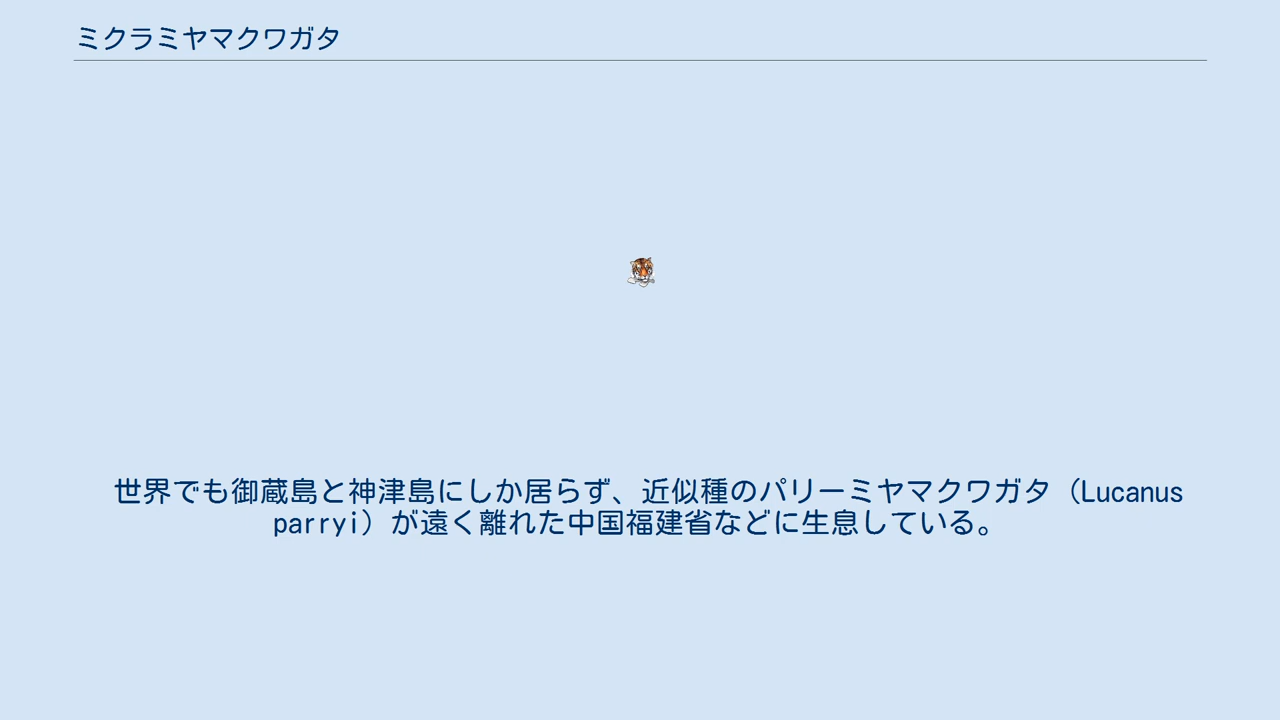 ミクラミヤマクワガタ
世界でも御蔵島と神津島にしか居らず、近似種のパリーミヤマクワガタ（Lucanus
parryi）が遠く離れた中国福建省などに生息している。